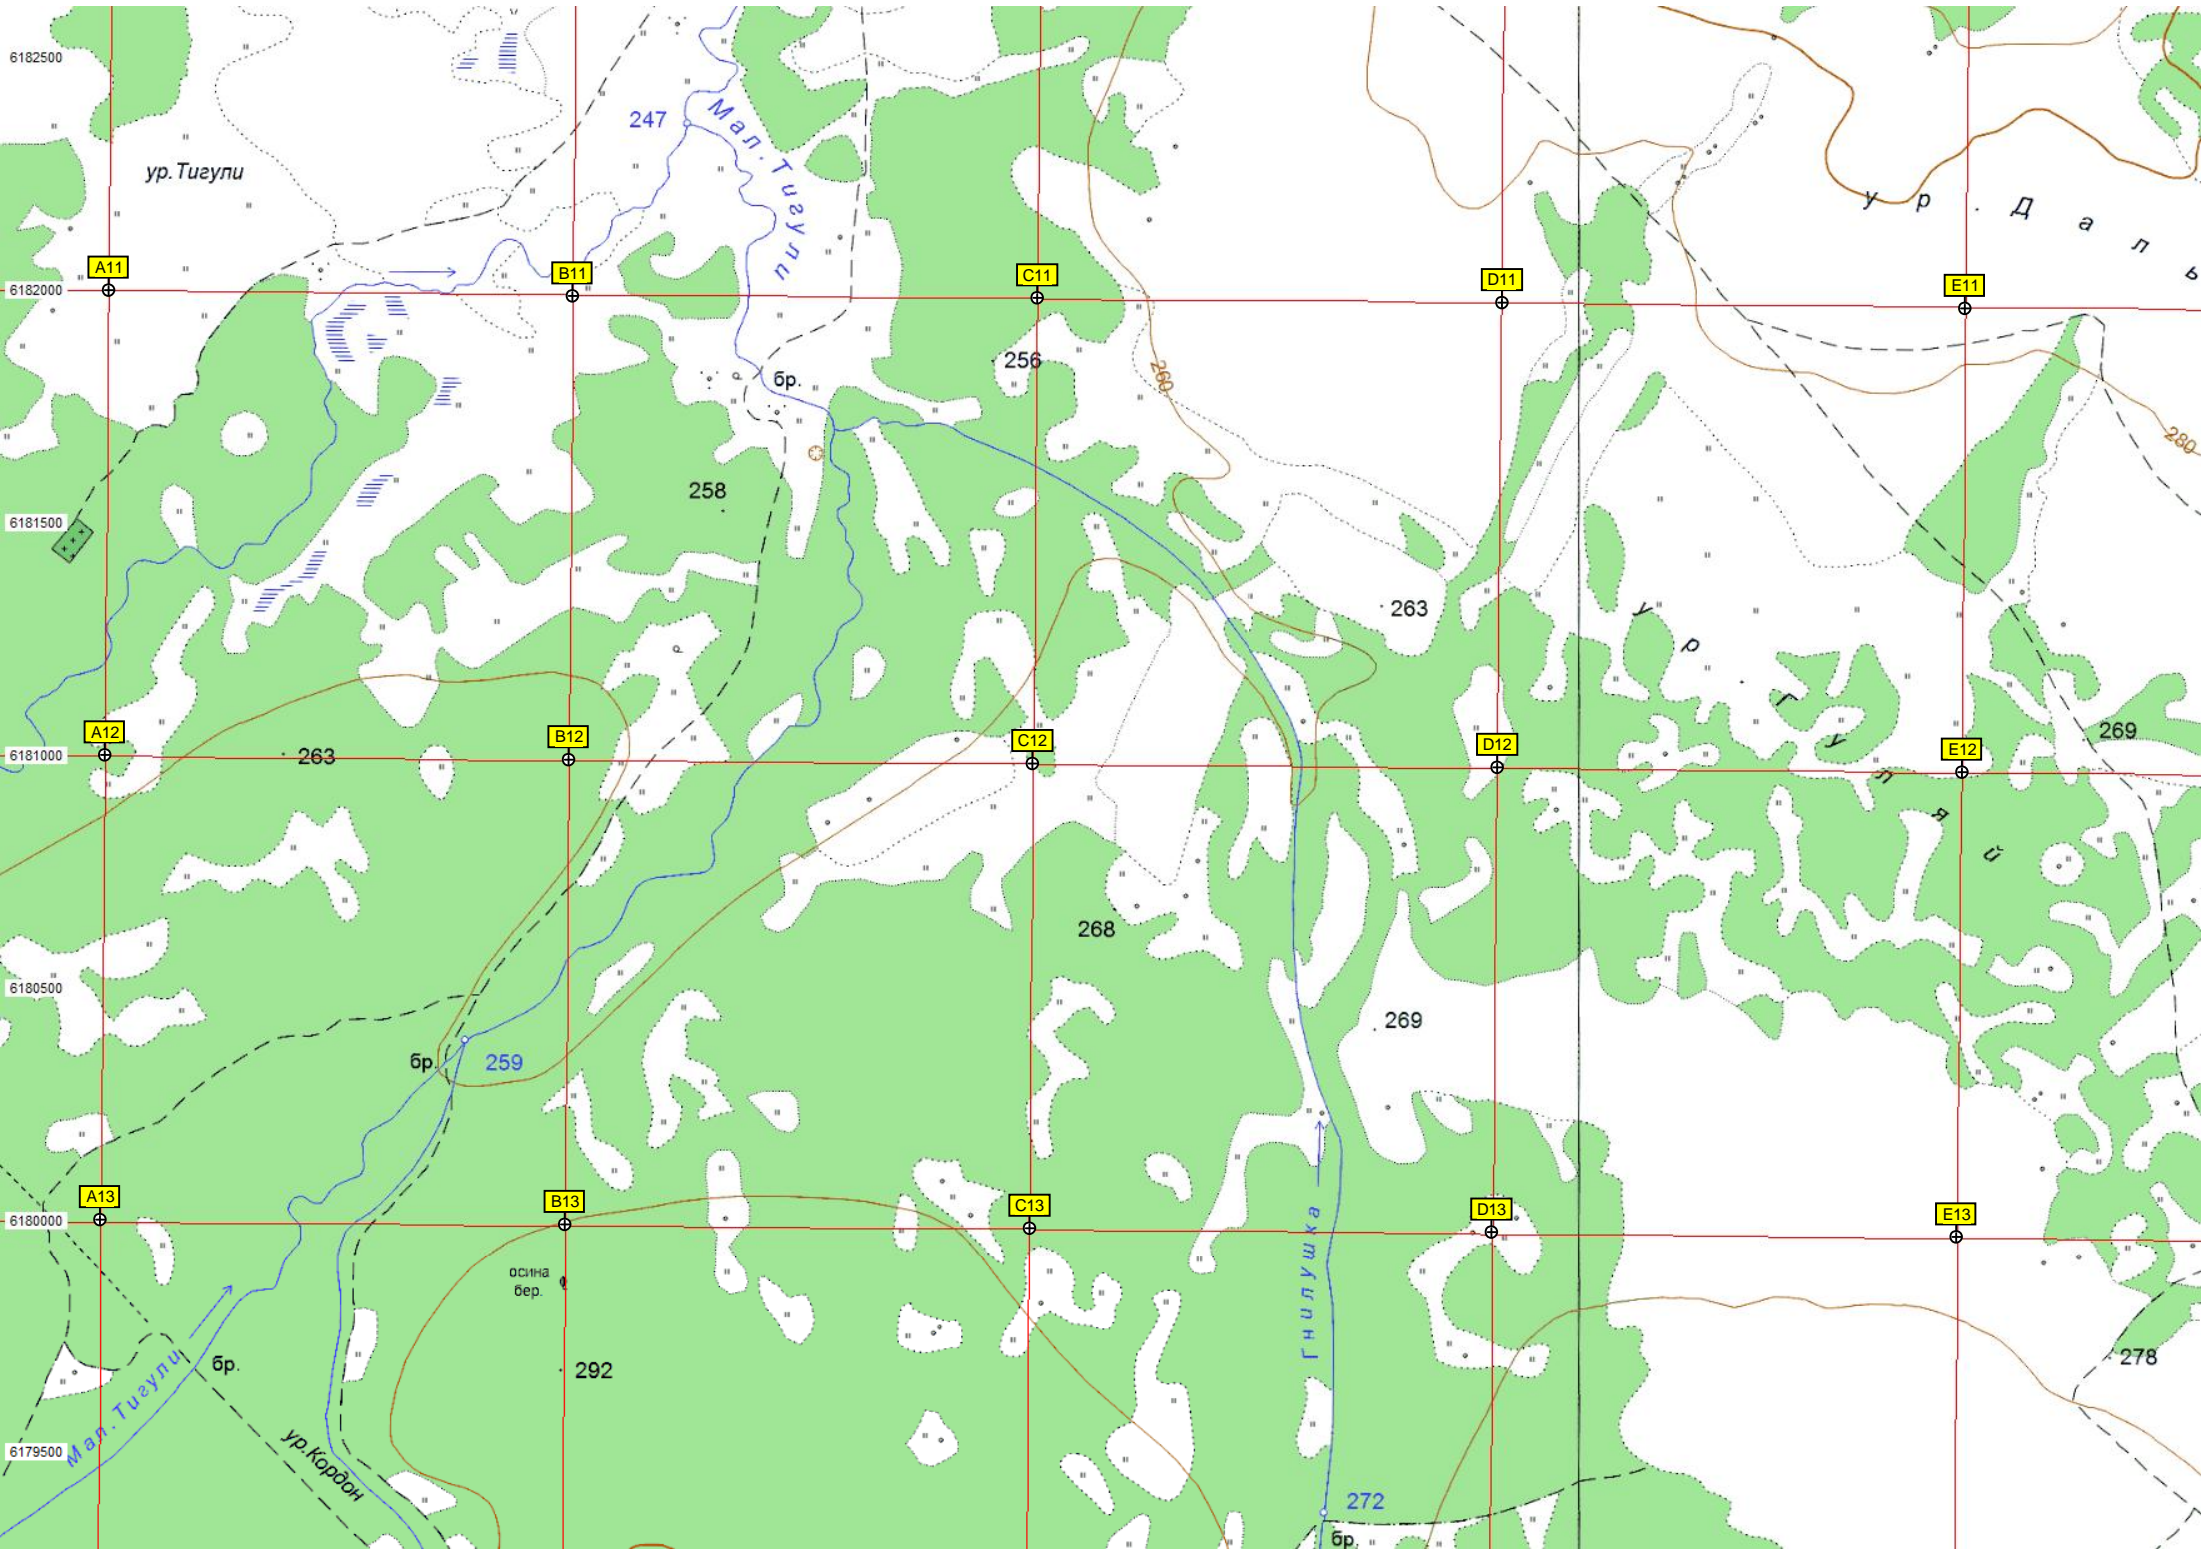 6182500
247
Мал. Тигули
ур.Тигули
ур. Даль
A11
B11
C11
D11
E11
6182000
256
260
бр.
280
258
6181500
263
ур. Гуляй
269
A12
B12
C12
D12
E12
6181000
263
268
6180500
269
бр.
259
A13
B13
C13
D13
E13
6180000
осина
бер.
Гнилушка
292
278
Мал. Тигули
бр.
ур.Кордон
6179500
272
бр.